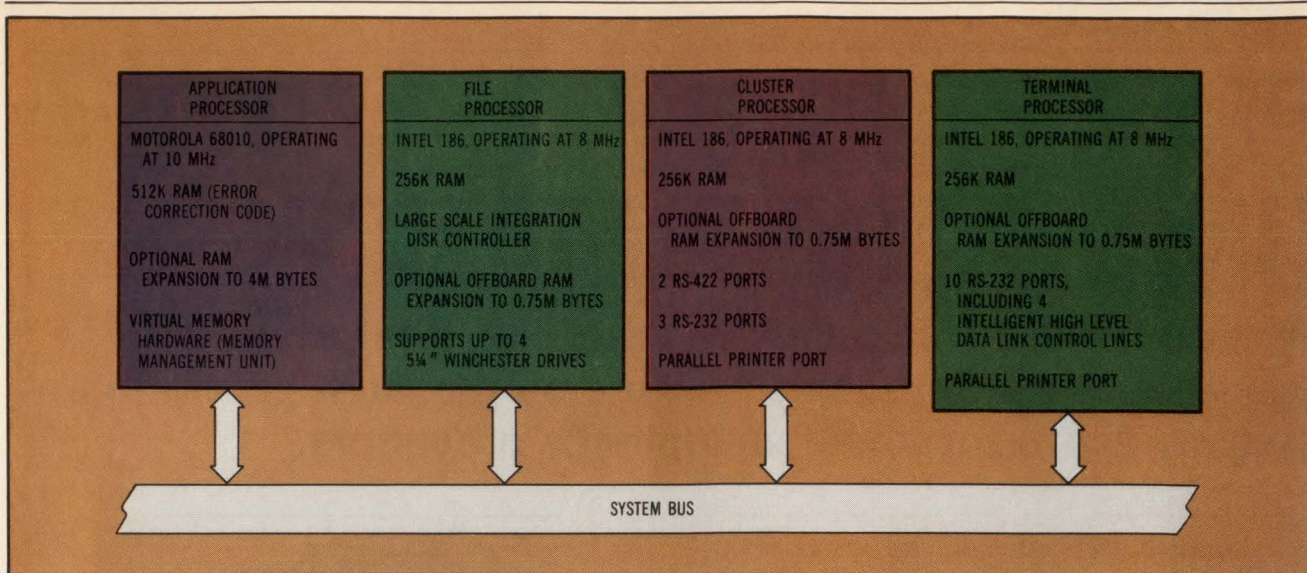 APPLICATION
PROCESSOR
MOTOROLA 68010, OPERATING
AT 10 MHz
512K RAM (ERROR
CORRECTION CODE)
OPTIONAL RAM
EXPANSION TO 4M BYTES
VIRTUAL MEMORY
HARDWARE (MEMORY
MANAGEMENT UNIT)
FILE
PROCESSOR
INTEL 186, OPERATING AT 8 MHz
256K RAM
LARGE SCALE INTEGRATION
DISK CONTROLLER
OPTIONAL OFFBOARD RAM
EXPANSION TO 0.75M BYTES
SUPPORTS UP TO 4
5¼" WINCHESTER DRIVES
CLUSTER
PROCESSOR
INTEL 186, OPERATING AT 8 MHz
256K RAM
OPTIONAL OFFBOARD
RAM EXPANSION TO 0.75M BYTES
2 RS-422 PORTS
3 RS-232 PORTS
PARALLEL PRINTER PORT
TERMINAL
PROCESSOR
INTEL 186, OPERATING AT 8 MHz
256K RAM
OPTIONAL OFFBOARD
RAM EXPANSION TO 0.75M BYTES
10 RS-232 PORTS,
INCLUDING 4
INTELLIGENT HIGH LEVEL
DATA LINK CONTROL LINES
PARALLEL PRINTER PORT
SYSTEM BUS